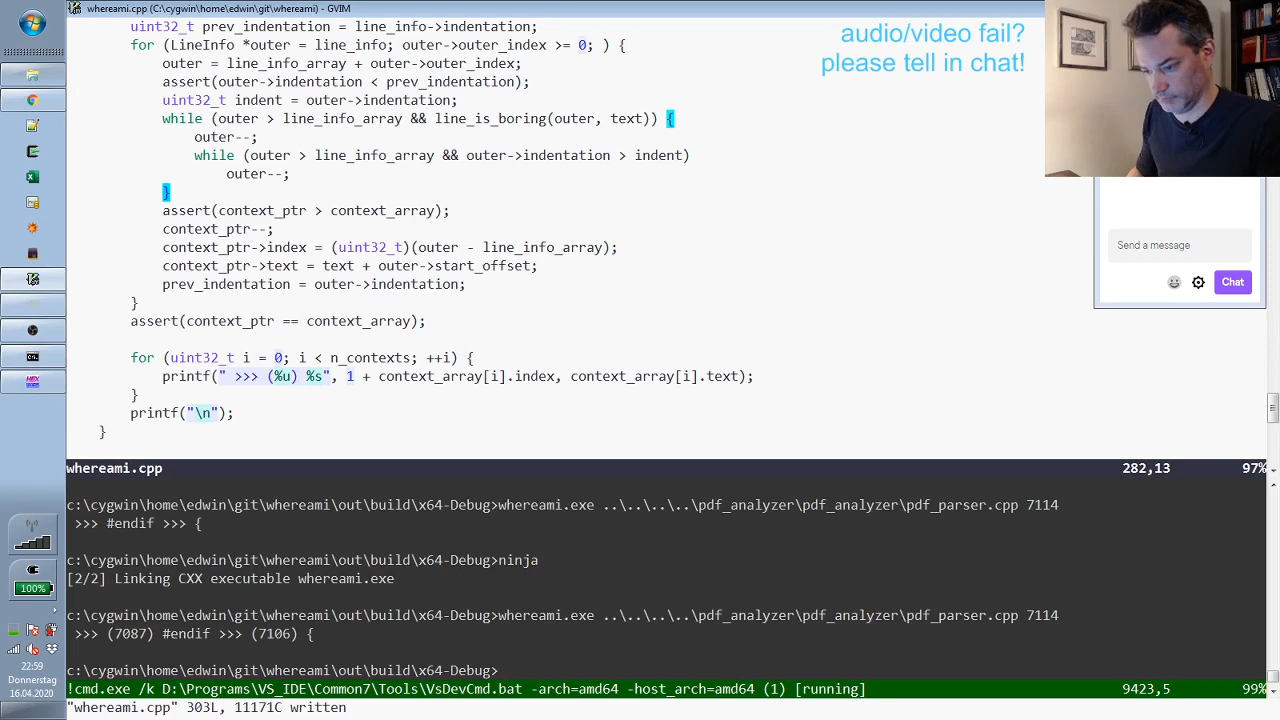 whereami.cpp (C:\cygwin\home\edwin\git\whereami) - GVIM
uint32_t prev_indentation = line_info->indentation;
for (LineInfo *outer = line_info; outer->outer_index >= 0; ) {
outer = line_info_array + outer->outer_index;
assert(outer->indentation < prev_indentation);
uint32_t indent = outer->indentation;
while (outer > line_info_array && line_is_boring(outer, text)) {
outer--;
while (outer > line_info_array && outer->indentation > indent)
outer--;
}
assert(context_ptr > context_array);
context_ptr--;
context_ptr->index = (uint32_t)(outer - line_info_array);
context_ptr->text = text + outer->start_offset;
prev_indentation = outer->indentation;
}
assert(context_ptr == context_array);
for (uint32_t i = 0; i < n_contexts; ++i) {
printf(" >>> (%u) %s", 1 + context_array[i].index, context_array[i].text);
}
printf("\n");
}
audio/video fail?
please tell in chat!
Send a message
Chat
whereami.cpp 282,13 97%
c:\cygwin\home\edwin\git\whereami\out\build\x64-Debug>whereami.exe ..\..\..\..\pdf_analyzer\pdf_analyzer\pdf_parser.cpp 7114
>>> #endif >>> {
c:\cygwin\home\edwin\git\whereami\out\build\x64-Debug>ninja
[2/2] Linking CXX executable whereami.exe
c:\cygwin\home\edwin\git\whereami\out\build\x64-Debug>whereami.exe ..\..\..\..\pdf_analyzer\pdf_analyzer\pdf_parser.cpp 7114
>>> (7087) #endif >>> (7106) {
c:\cygwin\home\edwin\git\whereami\out\build\x64-Debug>
!cmd.exe /k D:\Programs\VS_IDE\Common7\Tools\VsDevCmd.bat -arch=amd64 -host_arch=amd64 (1) [running] 9423,5 99%
"whereami.cpp" 303L, 11171C written
100%
22:59
Donnerstag
16.04.2020